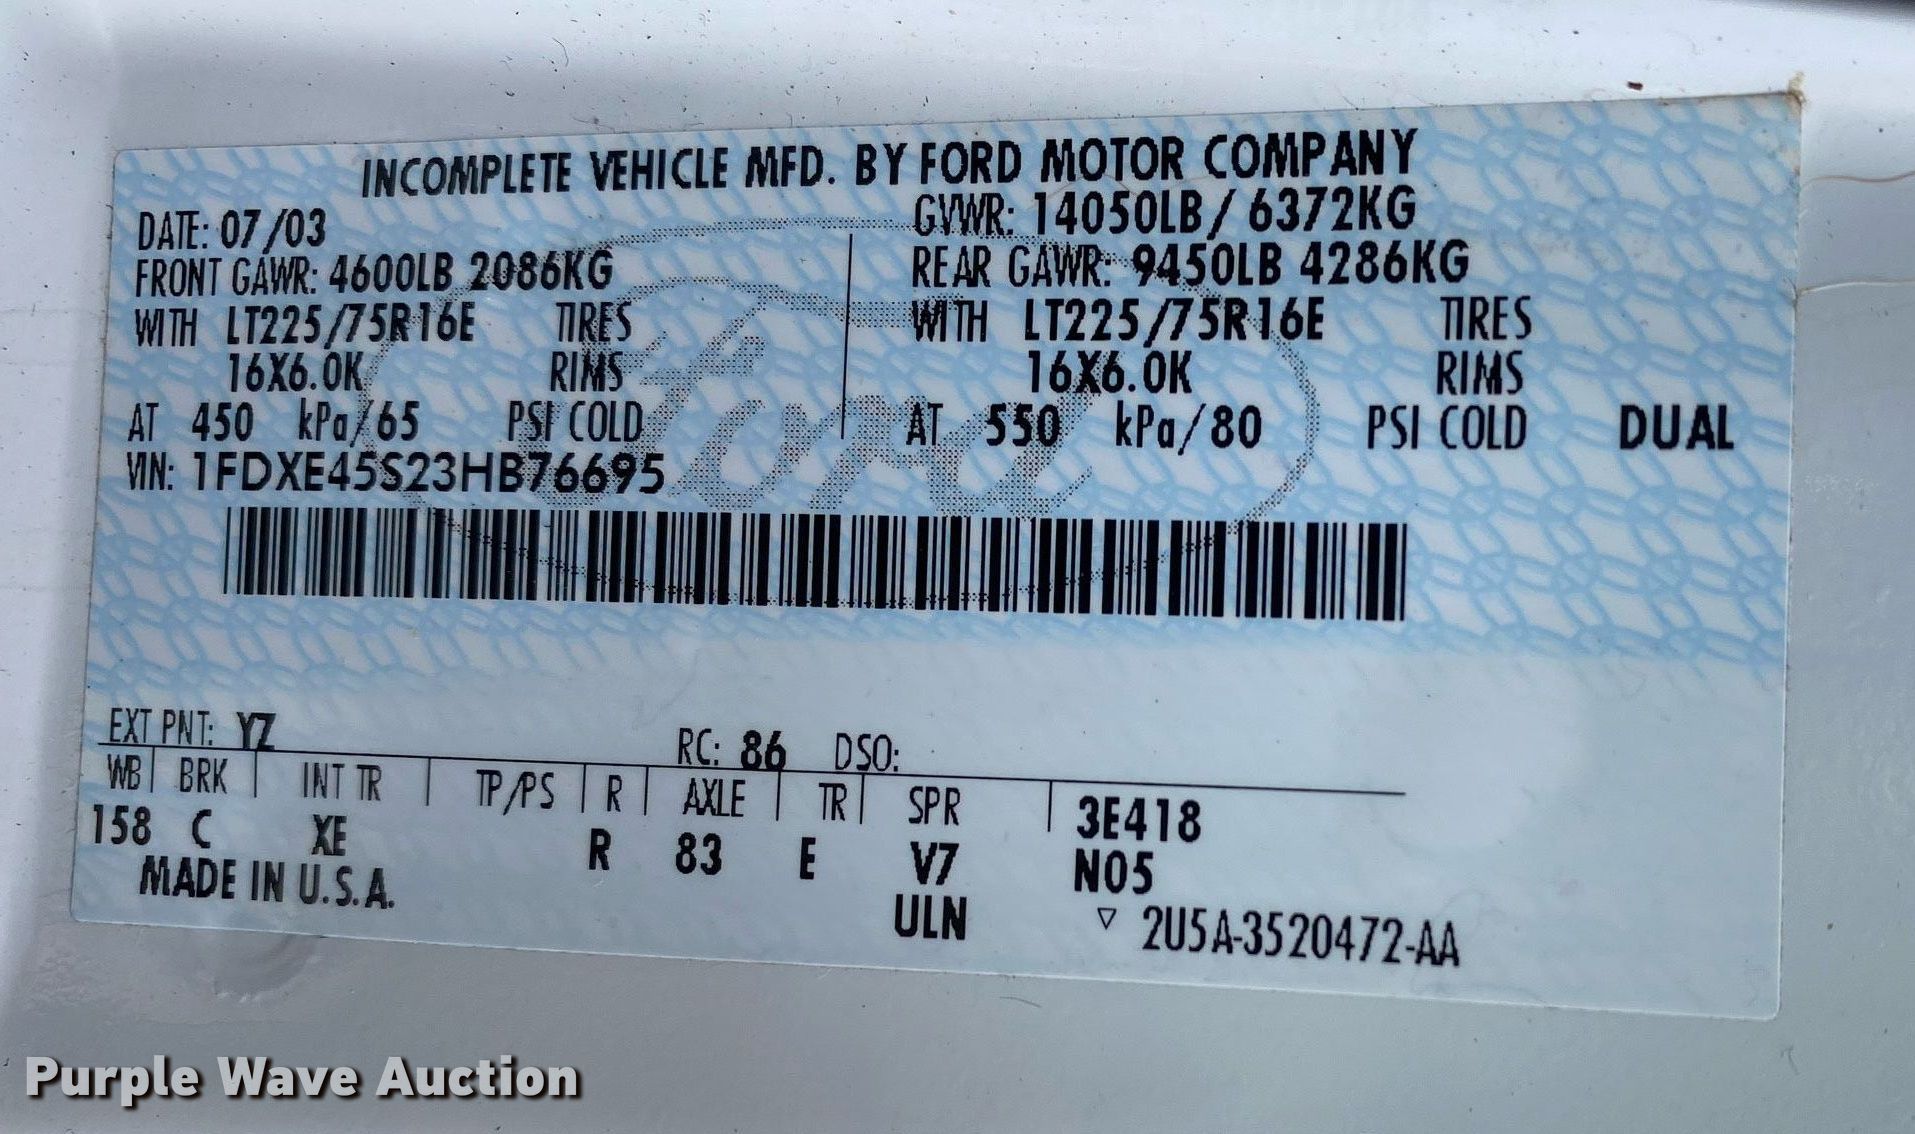 INCOMPLETE VEHICLE MFD. BY FORD MOTOR COMPANY
DATE: 07/03 GVWR: 14050LB/ 6372KG
FRONT GAWR: 4600LB 2086KG REAR GAWR: 9450LB 4286KG
WITH LT225/75R16E TIRES WITH LT225/75R16E TIRES
16X6.0K RIMS 16X6.0K RIMS
AT 450 kPa/65 PSI COLD AT 550 kPa/80 PSI COLD DUAL
VIN: 1FDXE45S23HB76695
Ford
EXT PNT: YZ RC: 86 DSO:
WB BRK INT TR TP/PS R AXLE TR SPR 3E418
158 C XE R 83 E V7 N05
MADE IN U.S.A. ULN ▽ 2U5A-3520472-AA
Purple Wave Auction